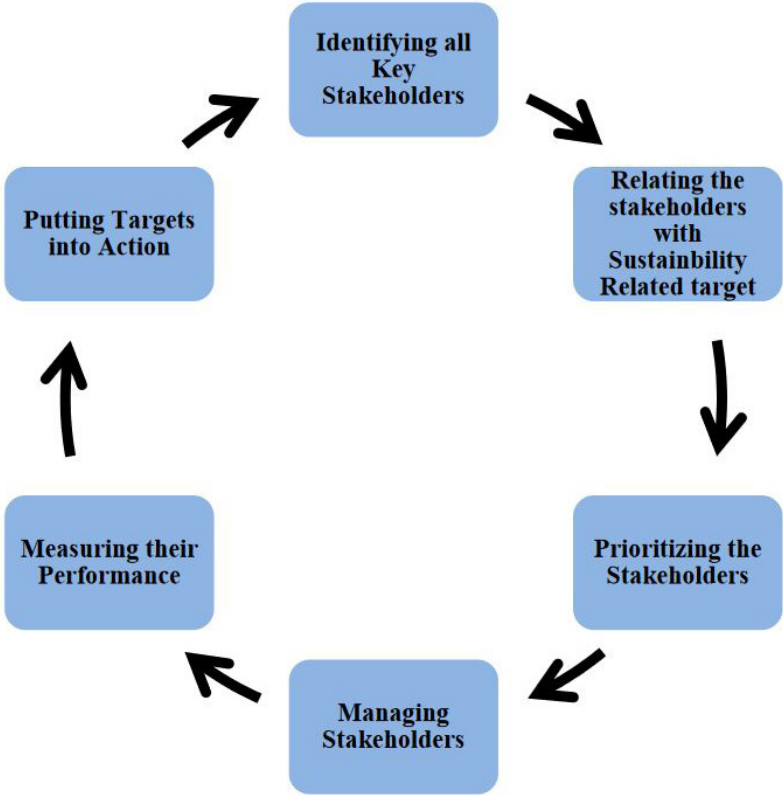 Identifying all
Key
Stakeholders
Relating the
stakeholders
with
Sustainbility
Related target
Prioritizing the
Stakeholders
Managing
Stakeholders
Measuring their
Performance
Putting Targets
into Action